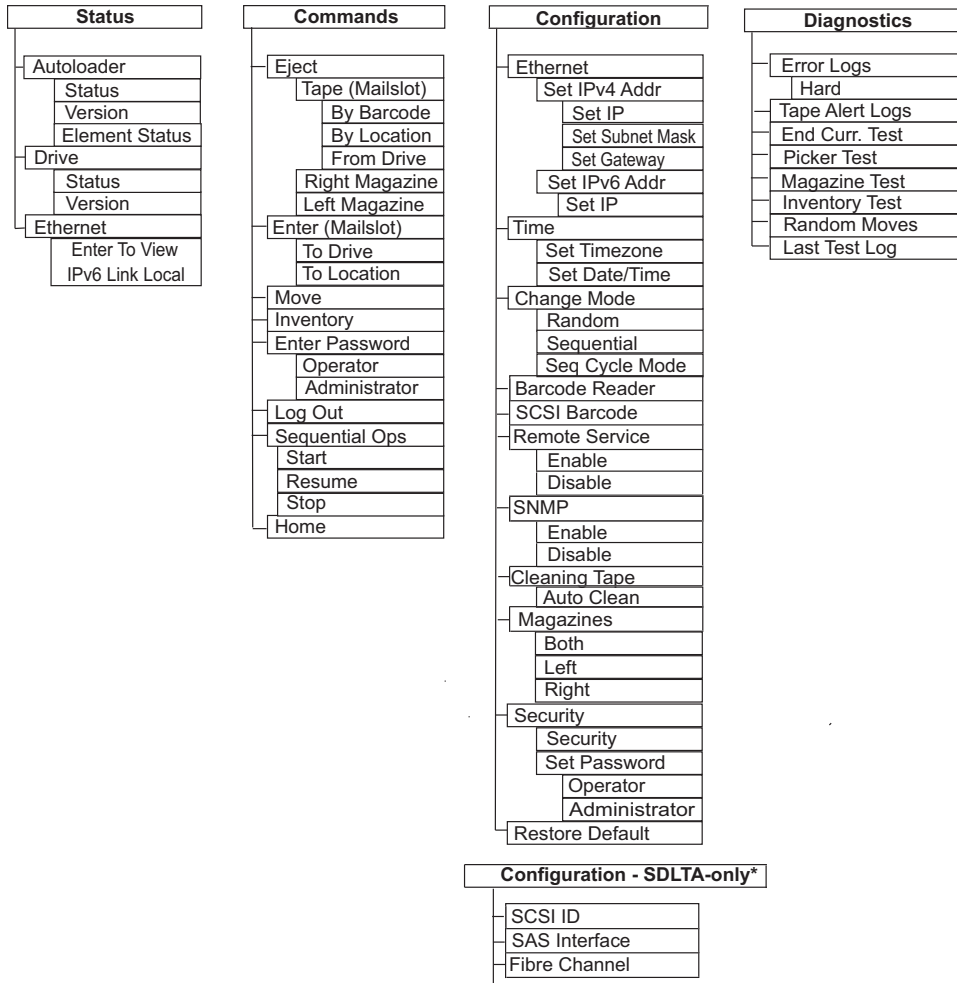 Status
Autoloader
Status
Version
Element Status
Drive
Status
Version
Ethernet
Enter To View
IPv6 Link Local
Commands
Eject
Tape (Mailslot)
By Barcode
By Location
From Drive
Right Magazine
Left Magazine
Enter (Mailslot)
To Drive
To Location
Move
Inventory
Enter Password
Operator
Administrator
Log Out
Sequential Ops
Start
Resume
Stop
Home
Configuration
Ethernet
Set IPv4 Addr
Set IP
Set Subnet Mask
Set Gateway
Set IPv6 Addr
Set IP
Time
Set Timezone
Set Date/Time
Change Mode
Random
Sequential
Seq Cycle Mode
Barcode Reader
SCSI Barcode
Remote Service
Enable
Disable
SNMP
Enable
Disable
Cleaning Tape
Auto Clean
Magazines
Both
Left
Right
Security
Security
Set Password
Operator
Administrator
Restore Default
Diagnostics
Error Logs
Hard
Tape Alert Logs
End Curr. Test
Picker Test
Magazine Test
Inventory Test
Random Moves
Last Test Log
Configuration - SDLTA-only*
SCSI ID
SAS Interface
Fibre Channel